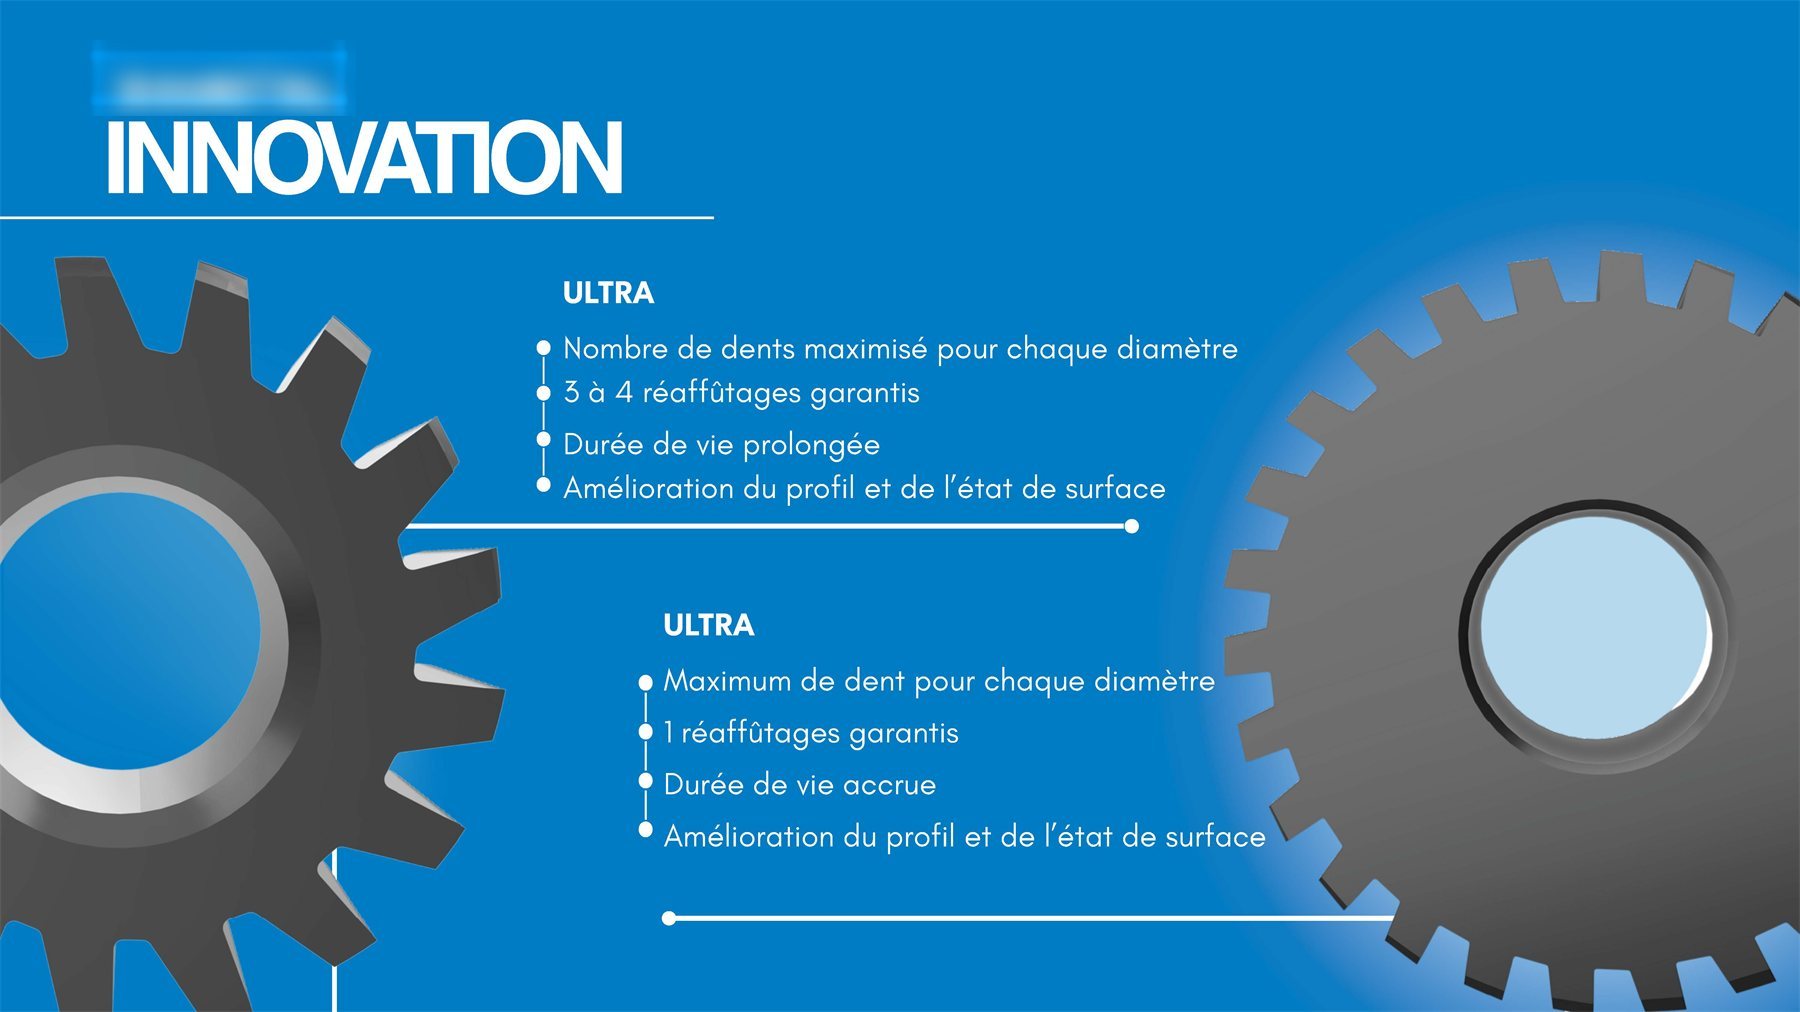 INNOVATION
ULTRA
Nombre de dents maximisé pour chaque diamètre
3 à 4 réaffûtages garantis
Durée de vie prolongée
Amélioration du profil et de l’état de surface
ULTRA
Maximum de dent pour chaque diamètre
1 réaffûtages garantis
Durée de vie accrue
Amélioration du profil et de l’état de surface